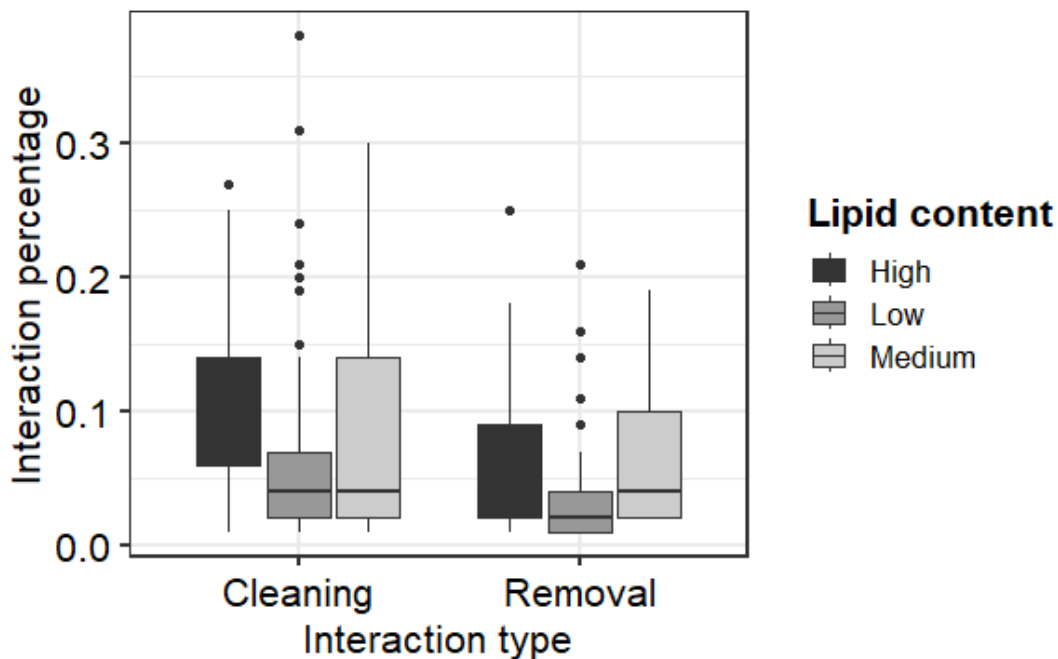 Interaction percentage
0.3
0.2
0.1
0.0
Cleaning
Removal
Interaction type
Lipid content
High
Low
Medium